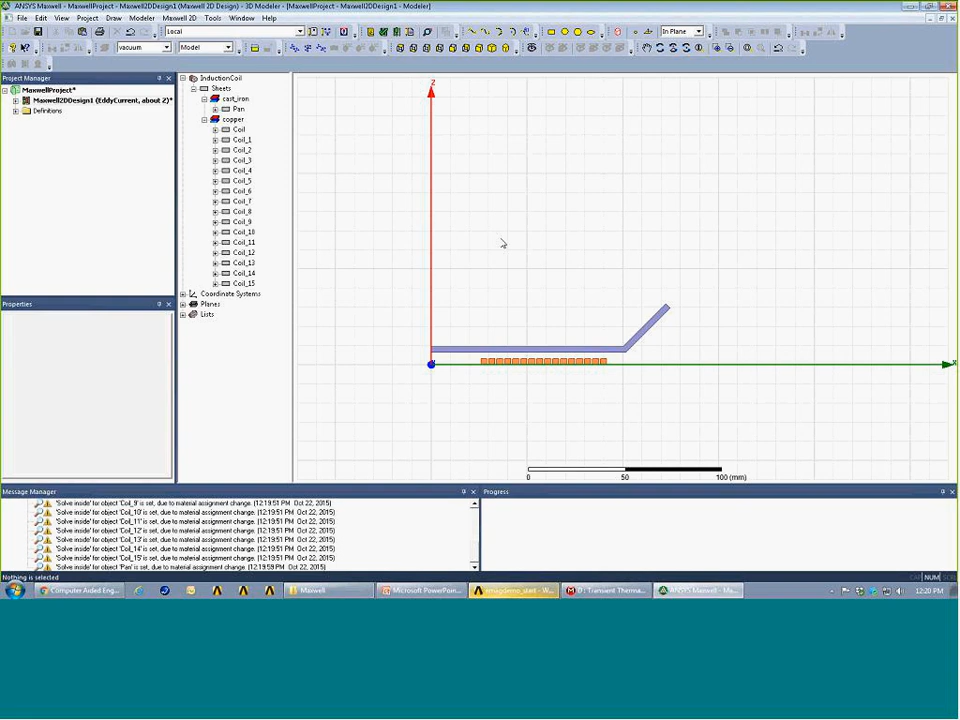 ANSYS Maxwell - MaxwellProject - Maxwell2DDesign1 (Maxwell 2D Design) - 3D Modeler - [MaxwellProject - Maxwell2DDesign1 - Modeler]
File Edit View Project Draw Modeler Maxwell 2D Tools Window Help
Local In Plane
vacuum Model
Project Manager
MaxwellProject*
Maxwell2DDesign1 (EddyCurrent, about Z)*
Definitions
InductionCoil
Sheets
cast_iron
Pan
copper
Coil
Coil_1
Coil_2
Coil_3
Coil_4
Coil_5
Coil_6
Coil_7
Coil_8
Coil_9
Coil_10
Coil_11
Coil_12
Coil_13
Coil_14
Coil_15
Coordinate Systems
Planes
Lists
Properties
Z
X
0 50 100 (mm)
Message Manager
'Solve inside' for object 'Coil_9' is set, due to material assignment change. (12:19:51 PM Oct 22, 2015)
'Solve inside' for object 'Coil_10' is set, due to material assignment change. (12:19:51 PM Oct 22, 2015)
'Solve inside' for object 'Coil_11' is set, due to material assignment change. (12:19:51 PM Oct 22, 2015)
'Solve inside' for object 'Coil_12' is set, due to material assignment change. (12:19:51 PM Oct 22, 2015)
'Solve inside' for object 'Coil_13' is set, due to material assignment change. (12:19:51 PM Oct 22, 2015)
'Solve inside' for object 'Coil_14' is set, due to material assignment change. (12:19:51 PM Oct 22, 2015)
'Solve inside' for object 'Coil_15' is set, due to material assignment change. (12:19:51 PM Oct 22, 2015)
'Solve inside' for object 'Pan' is set, due to material assignment change. (12:19:59 PM Oct 22, 2015)
Progress
Nothing is selected
CAP NUM
Computer Aided Eng... Maxwell Microsoft PowerPoin... D : Transient Therma... ANSYS Maxwell - Ma... 12:20 PM